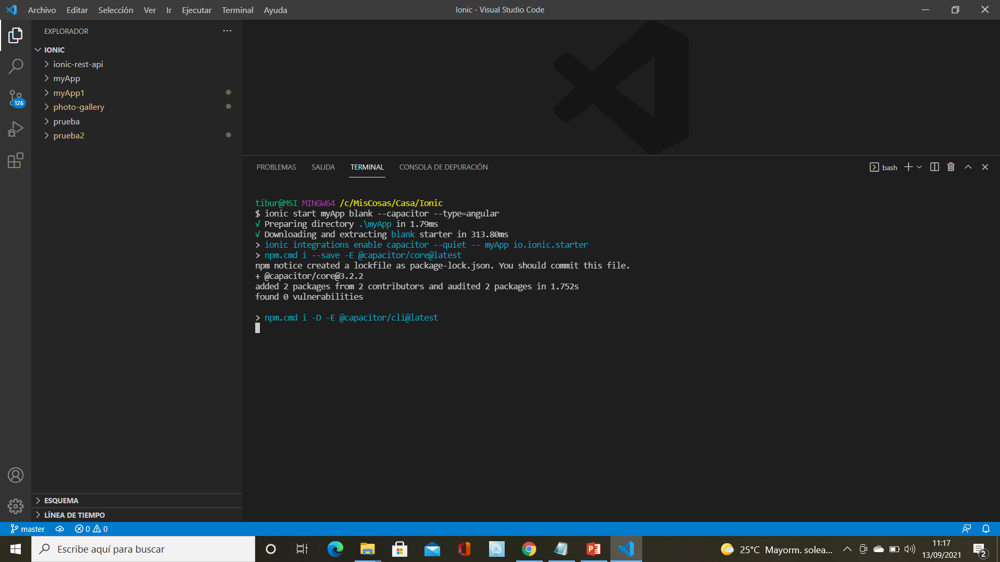 Archivo Editar Selección Ver Ir Ejecutar Terminal Ayuda
Ionic - Visual Studio Code
EXPLORADOR
IONIC
ionic-rest-api
myApp
myApp1
photo-gallery
prueba
prueba2
126
PROBLEMAS SALIDA TERMINAL CONSOLA DE DEPURACIÓN
bash
tibur@MSI MINGW64 /c/MisCosas/Casa/Ionic
$ ionic start myApp blank --capacitor --type=angular
√ Preparing directory .\myApp in 1.79ms
√ Downloading and extracting blank starter in 313.80ms
> ionic integrations enable capacitor --quiet -- myApp io.ionic.starter
> npm.cmd i --save -E @capacitor/core@latest
npm notice created a lockfile as package-lock.json. You should commit this file.
+ @capacitor/core@3.2.2
added 2 packages from 2 contributors and audited 2 packages in 1.752s
found 0 vulnerabilities
> npm.cmd i -D -E @capacitor/cli@latest
ESQUEMA
LÍNEA DE TIEMPO
master 0 0
Escribe aquí para buscar
25°C Mayorm. solea...
11:17
13/09/2021
2